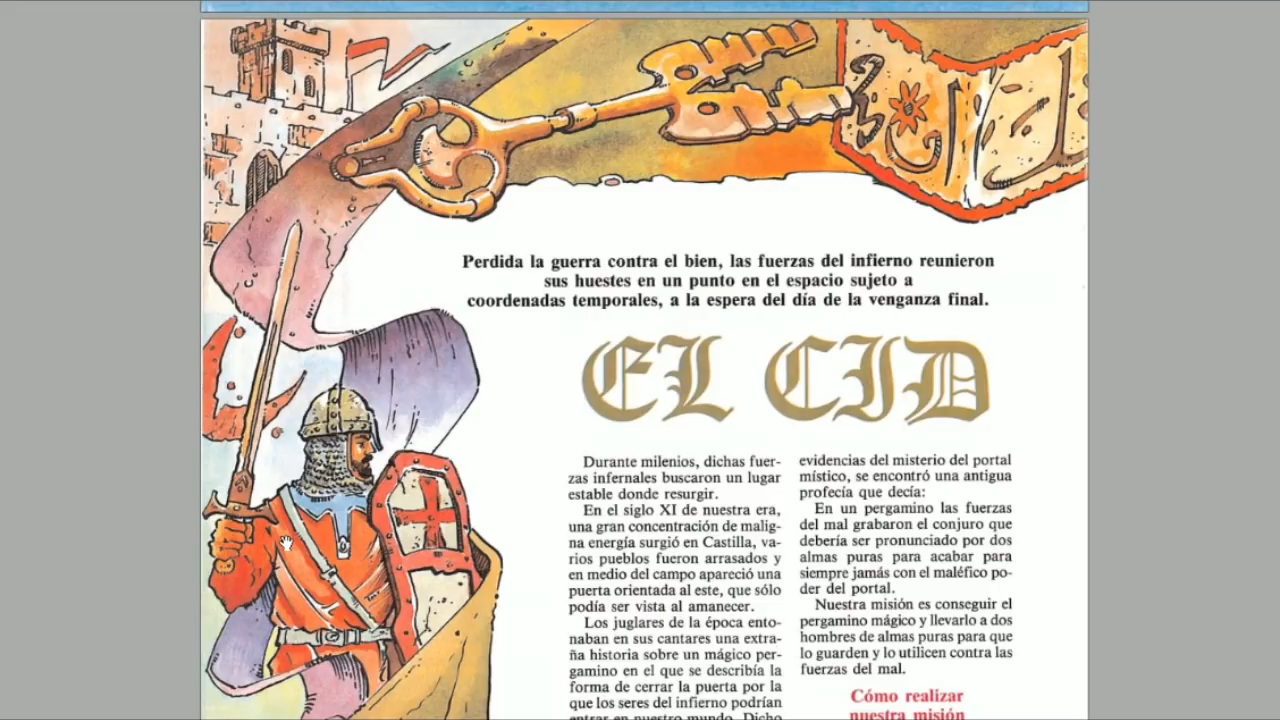 Perdida la guerra contra el bien, las fuerzas del infierno reunieron
sus huestes en un punto en el espacio sujeto a
coordenadas temporales, a la espera del día de la venganza final.
EL CID
Durante milenios, dichas fuer-
zas infernales buscaron un lugar
estable donde resurgir.
En el siglo XI de nuestra era,
una gran concentración de malig-
na energía surgió en Castilla, va-
rios pueblos fueron arrasados y
en medio del campo apareció una
puerta orientada al este, que sólo
podía ser vista al amanecer.
Los juglares de la época ento-
naban en sus cantares una extra-
ña historia sobre un mágico per-
gamino en el que se describía la
forma de cerrar la puerta por la
que los seres del infierno podrían
entrar en nuestro mundo. Dicho
evidencias del misterio del portal
místico, se encontró una antigua
profecía que decía:
En un pergamino las fuerzas
del mal grabaron el conjuro que
debería ser pronunciado por dos
almas puras para acabar para
siempre jamás con el maléfico po-
der del portal.
Nuestra misión es conseguir el
pergamino mágico y llevarlo a dos
hombres de almas puras para que
lo guarden y lo utilicen contra las
fuerzas del mal.
Cómo realizar
nuestra misión